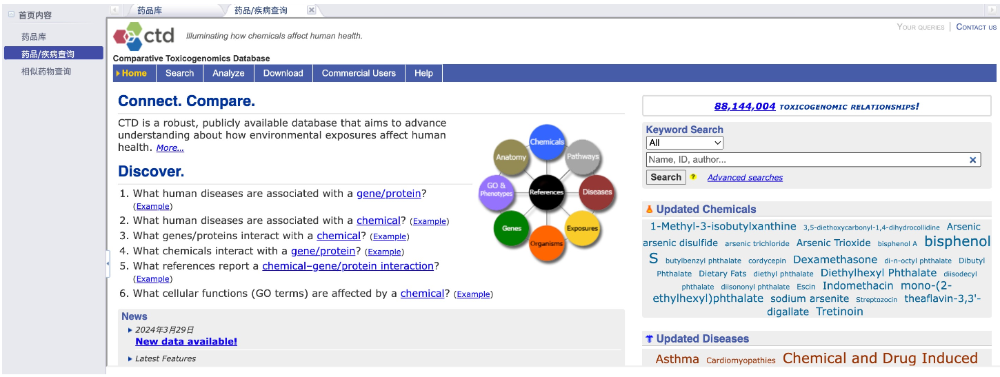 首页内容
药品库
药品/疾病查询
相似药物查询
药品库
药品/疾病查询
ctd
Illuminating how chemicals affect human health.
Comparative Toxicogenomics Database
YOUR QUERIES | CONTACT US
Home
Search
Analyze
Download
Commercial Users
Help
Connect. Compare.
CTD is a robust, publicly available database that aims to advance
understanding about how environmental exposures affect human
health. More...
Discover.
1. What human diseases are associated with a gene/protein?
(Example)
2. What human diseases are associated with a chemical? (Example)
3. What genes/proteins interact with a chemical? (Example)
4. What chemicals interact with a gene/protein? (Example)
5. What references report a chemical–gene/protein interaction?
(Example)
6. What cellular functions (GO terms) are affected by a chemical? (Example)
Chemicals
Anatomy
Pathways
GO &
Phenotypes
References
Diseases
Genes
Exposures
Organisms
News
2024年3月29日
New data available!
Latest Features
88,144,004 TOXICOGENOMIC RELATIONSHIPS!
Keyword Search
All
Name, ID, author...
Search
?
Advanced searches
Updated Chemicals
1-Methyl-3-isobutylxanthine 3,5-diethoxycarbonyl-1,4-dihydrocollidine Arsenic
arsenic disulfide arsenic trichloride Arsenic Trioxide bisphenol A bisphenol
S butylbenzyl phthalate cordycepin Dexamethasone di-n-octyl phthalate Dibutyl
Phthalate Dietary Fats diethyl phthalate Diethylhexyl Phthalate diisodecyl
phthalate diisononyl phthalate Escin Indomethacin mono-(2-
ethylhexyl)phthalate sodium arsenite Streptozocin theaflavin-3,3'-
digallate Tretinoin
Updated Diseases
Asthma Cardiomyopathies Chemical and Drug Induced